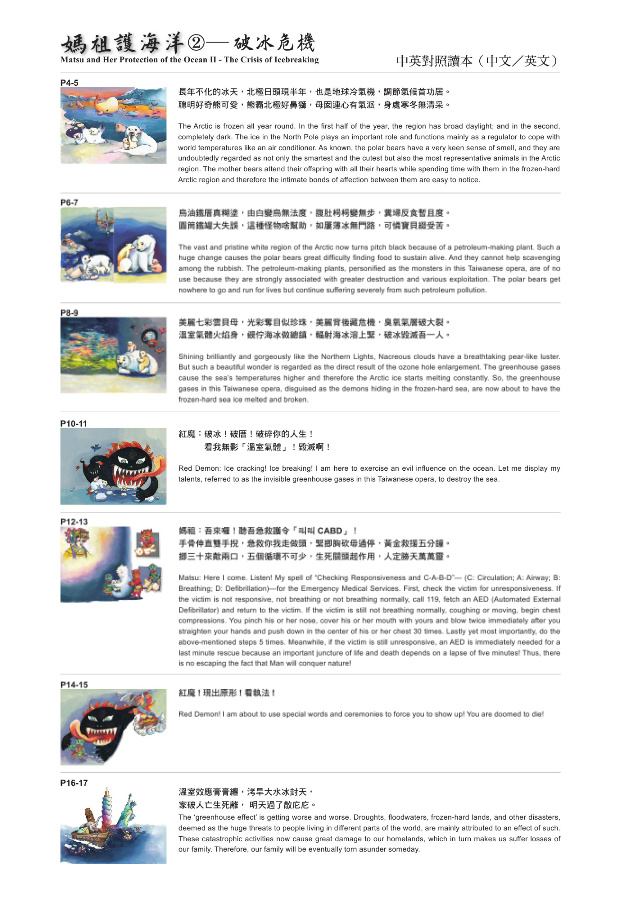 媽祖護海洋②—破冰危機
Matsu and Her Protection of the Ocean II - The Crisis of Icebreaking
中英對照讀本（中文／英文）
P4-5
長年不化的冰天，北極日頭現半年，也是地球冷氣機，調節氣候首功居。
聰明好奇熊可愛，熊霸北極好鼻獠，母囡連心有氣派，身處寒冬無清采。
The Arctic is frozen all year round. In the first half of the year, the region has broad daylight; and in the second,
completely dark. The ice in the North Pole plays an important role and functions mainly as a regulator to cope with
world temperatures like an air conditioner. As known, the polar bears have a very keen sense of smell, and they are
undoubtedly regarded as not only the smartest and the cutest but also the most representative animals in the Arctic
region. The mother bears attend their offspring with all their hearts while spending time with them in the frozen-hard
Arctic region and therefore the intimate bonds of affection between them are easy to notice.
P6-7
烏油鐵厝真糊塗，由白變烏無法度，腹肚枵枵變無步，糞埽反食暫且度。
圓筒鐵罐大失誤，這種怪物啥幫助，如屢薄冰無門路，可憐寶貝綴受苦。
The vast and pristine white region of the Arctic now turns pitch black because of a petroleum-making plant. Such a
huge change causes the polar bears great difficulty finding food to sustain alive. And they cannot help scavenging
among the rubbish. The petroleum-making plants, personified as the monsters in this Taiwanese opera, are of no
use because they are strongly associated with greater destruction and various exploitation. The polar bears get
nowhere to go and run for lives but continue suffering severely from such petroleum pollution.
P8-9
美麗七彩雲貝母，光彩奪目似珍珠，美麗背後藏危機，臭氧氣層破大裂。
溫室氣體火焰身，覕佇海冰做總鋪，輻射海冰溶上緊，破冰毀滅吾一人。
Shining brilliantly and gorgeously like the Northern Lights, Nacreous clouds have a breathtaking pear-like luster.
But such a beautiful wonder is regarded as the direct result of the ozone hole enlargement. The greenhouse gases
cause the sea's temperatures higher and therefore the Arctic ice starts melting constantly. So, the greenhouse
gases in this Taiwanese opera, disguised as the demons hiding in the frozen-hard sea, are now about to have the
frozen-hard sea ice melted and broken.
P10-11
紅魔：破冰！破厝！破碎你的人生！
看我無影「溫室氣體」！毀滅啊！
Red Demon: Ice cracking! Ice breaking! I am here to exercise an evil influence on the ocean. Let me display my
talents, referred to as the invisible greenhouse gases in this Taiwanese opera, to destroy the sea.
P12-13
媽祖：吾來囉！聽吾急救護令「叫叫 CABD」！
手骨伸直雙手挩，急救你我走做頭，緊揤胸坎毋通停，黃金救援五分鐘。
揤三十來敵兩口，五個循環不可少，生死關頭起作用，人定勝天萬萬靈。
Matsu: Here I come. Listen! My spell of "Checking Responsiveness and C-A-B-D"— (C: Circulation; A: Airway; B:
Breathing; D: Defibrillation)—for the Emergency Medical Services. First, check the victim for unresponsiveness. If
the victim is not responsive, not breathing or not breathing normally, call 119, fetch an AED (Automated External
Defibrillator) and return to the victim. If the victim is still not breathing normally, coughing or moving, begin chest
compressions. You pinch his or her nose, cover his or her mouth with yours and blow twice immediately after you
straighten your hands and push down in the center of his or her chest 30 times. Lastly yet most importantly, do the
above-mentioned steps 5 times. Meanwhile, if the victim is still unresponsive, an AED is immediately needed for a
last minute rescue because an important juncture of life and death depends on a lapse of five minutes! Thus, there
is no escaping the fact that Man will conquer nature!
P14-15
紅魔！現出原形！看執法！
Red Demon! I am about to use special words and ceremonies to force you to show up! You are doomed to die!
P16-17
溫室效應膏膏纏，洘旱大水冰封天，
家破人亡生死離， 明天過了散庀庀。
The 'greenhouse effect' is getting worse and worse. Droughts, floodwaters, frozen-hard lands, and other disasters,
deemed as the huge threats to people living in different parts of the world, are mainly attributed to an effect of such.
These catastrophic activities now cause great damage to our homelands, which in turn makes us suffer losses of
our family. Therefore, our family will be eventually torn asunder someday.